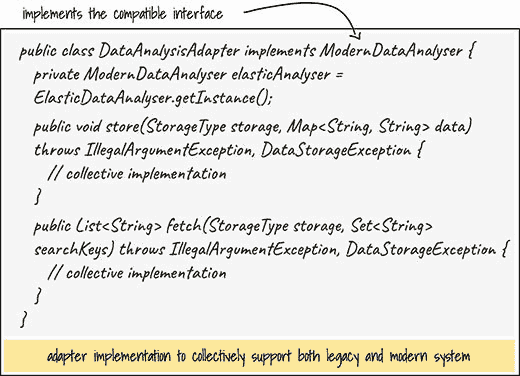 implements the compatible interface
public class DataAnalysisAdapter implements ModernDataAnalyser {
private ModernDataAnalyser elasticAnalyser =
ElasticDataAnalyser.getInstance();
public void store(StorageType storage, Map<String, String> data)
throws IllegalArgumentException, DataStorageException {
// collective implementation
}
public List<String> fetch(StorageType storage, Set<String>
searchKeys) throws IllegalArgumentException, DataStorageException {
// collective implementation
}
}
adapter implementation to collectively support both legacy and modern system